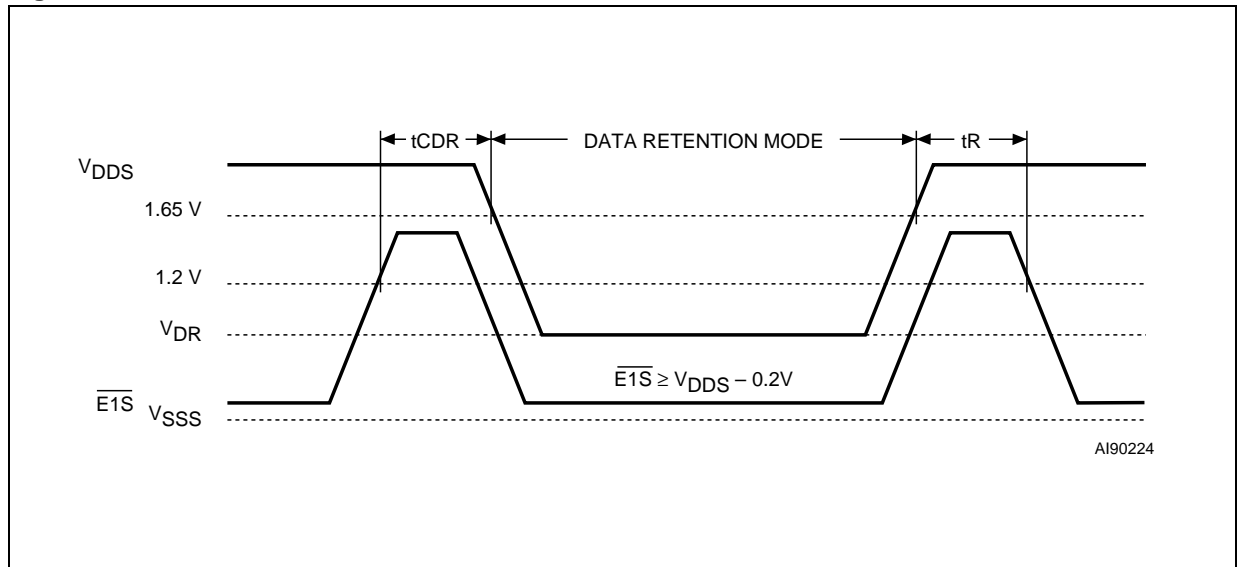 tCDR
DATA RETENTION MODE
tR
VDDS
1.65 V
1.2 V
VDR
E1S ≥ VDDS – 0.2V
E1S
VSSS
AI90224